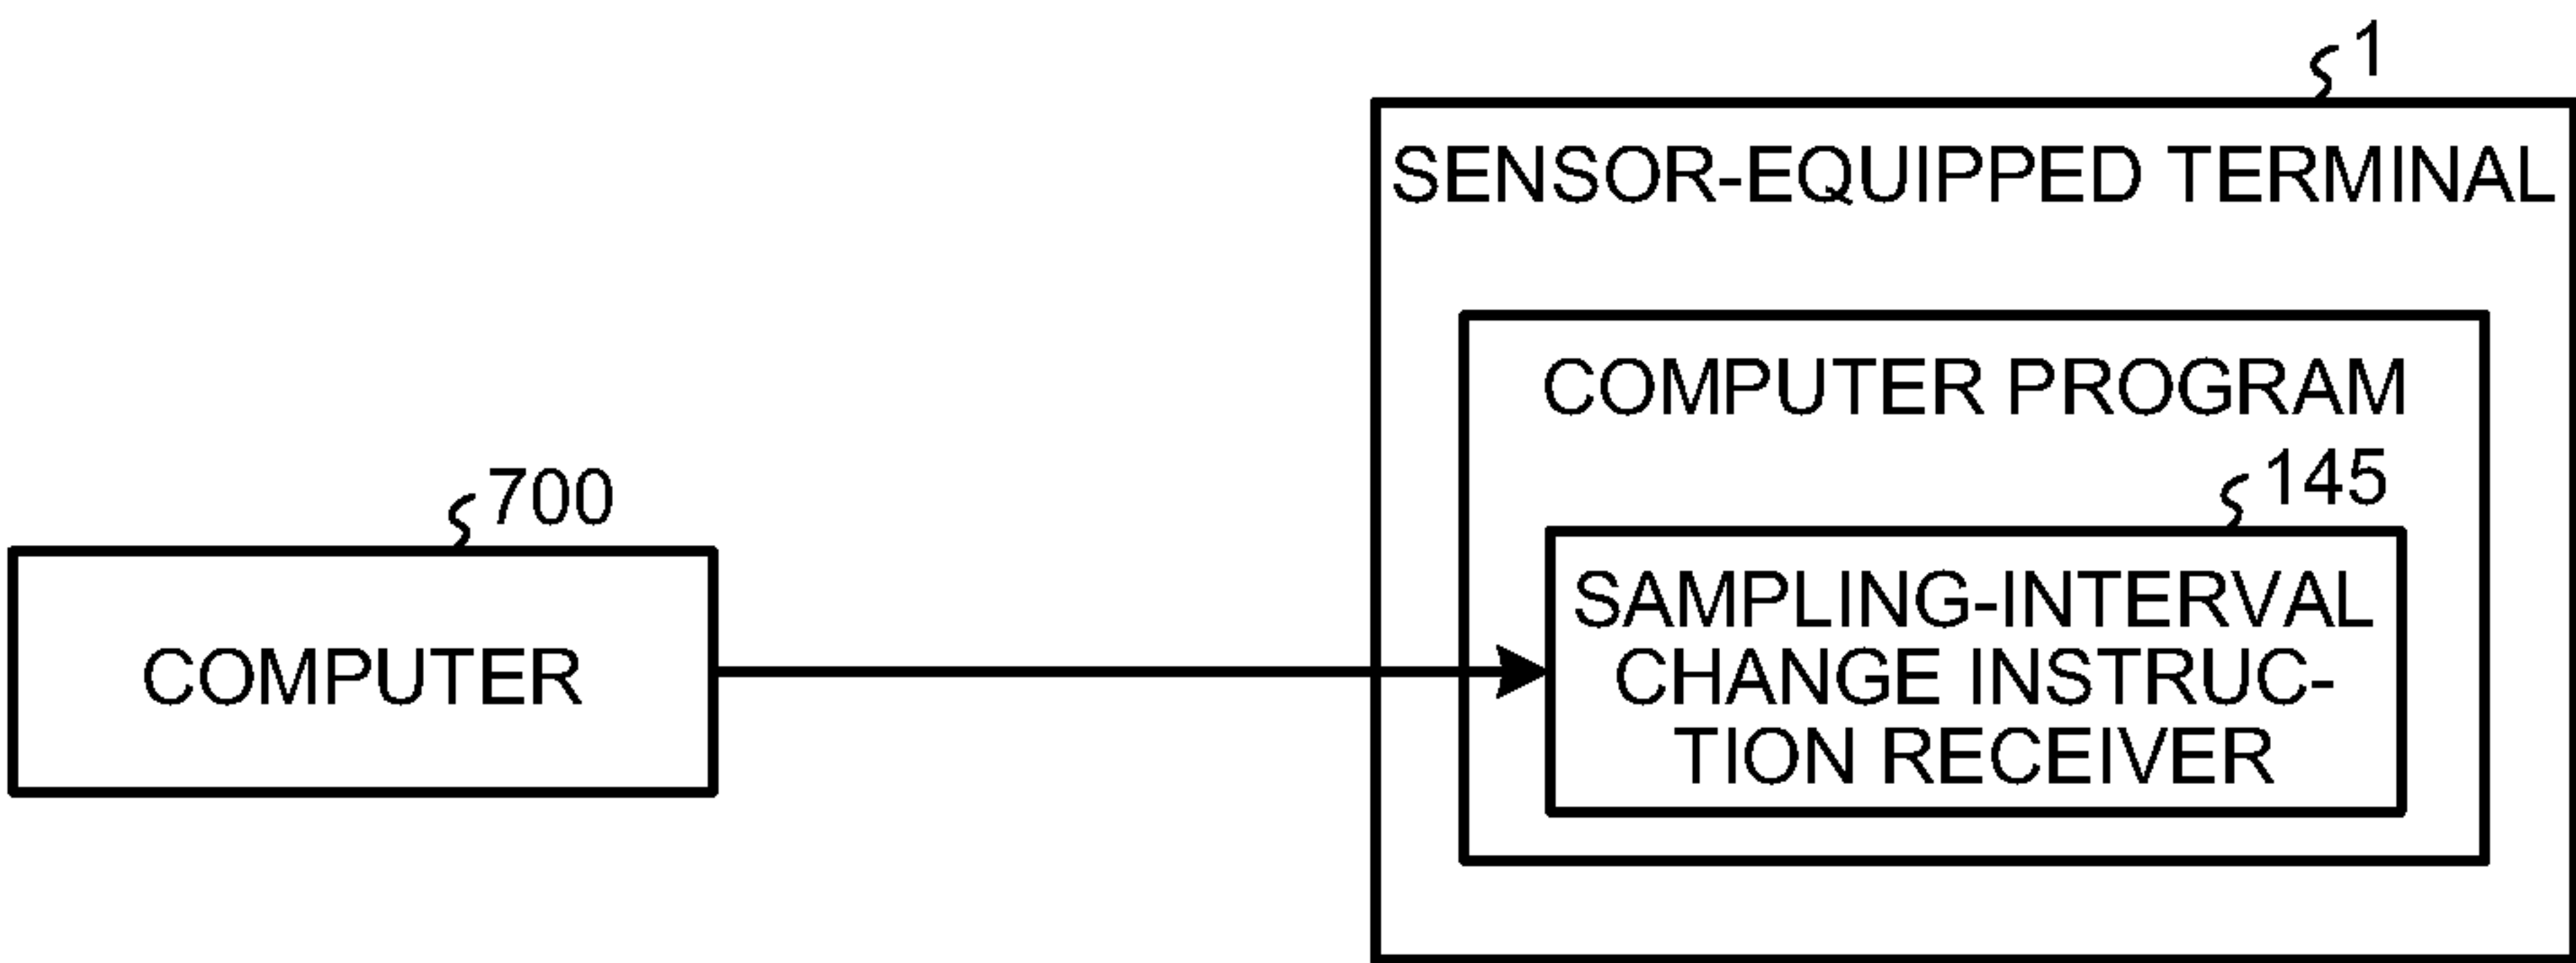 1
SENSOR-EQUIPPED TERMINAL
COMPUTER PROGRAM
145
SAMPLING-INTERVAL
CHANGE INSTRUC-
TION RECEIVER
700
COMPUTER